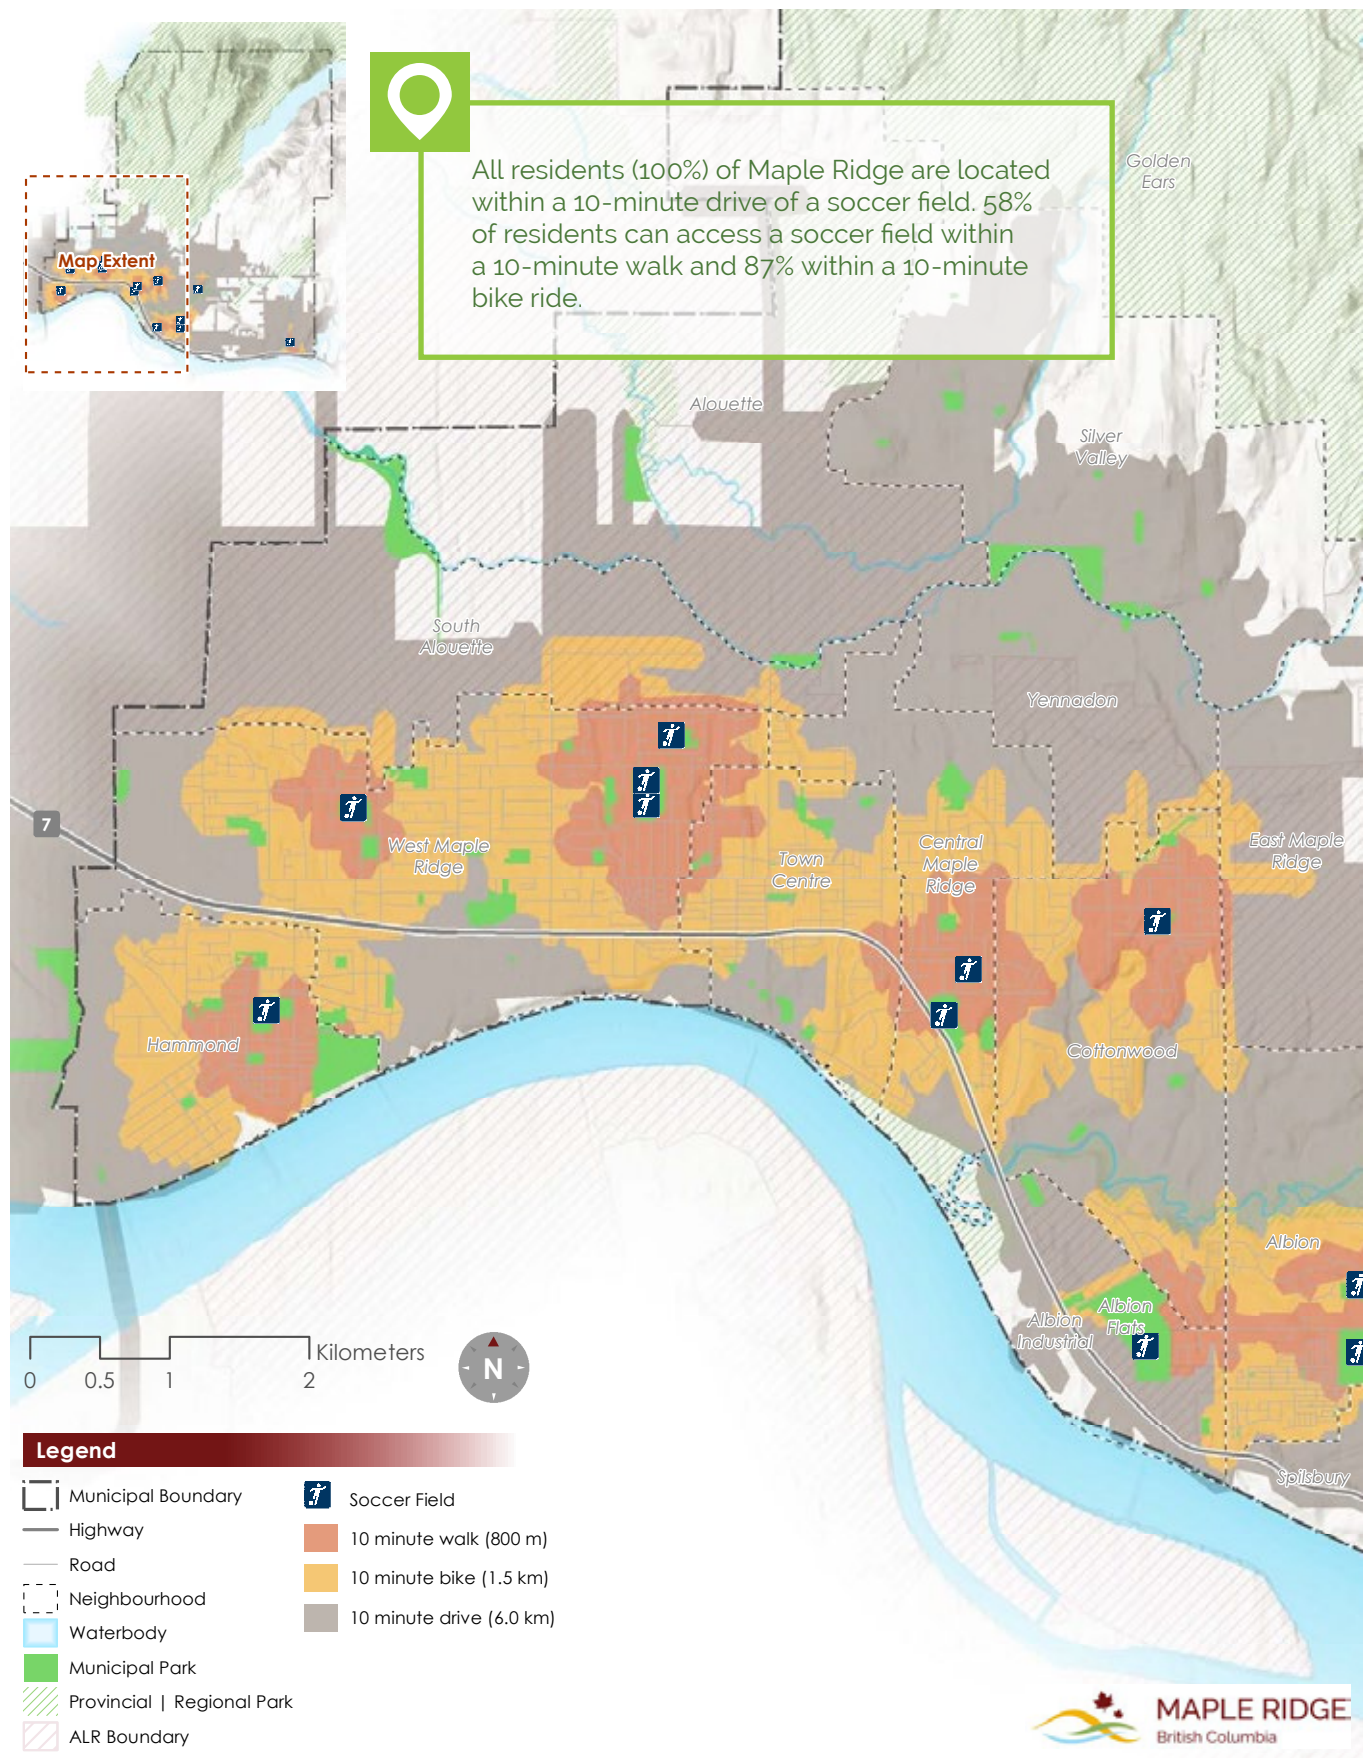 Map Extent
All residents (100%) of Maple Ridge are located
within a 10-minute drive of a soccer field. 58%
of residents can access a soccer field within
a 10-minute walk and 87% within a 10-minute
bike ride.
Golden
Ears
Alouette
Silver
Valley
South
Alouette
Yennadon
7
West Maple
Ridge
Town
Centre
Central
Maple
Ridge
East Maple
Ridge
Hammond
Cottonwood
Albion
Albion
Flats
Albion
Industrial
Spilsbury
Kilometers
0 0.5 1 2
N
Legend
Municipal Boundary
Highway
Road
Neighbourhood
Waterbody
Municipal Park
Provincial | Regional Park
ALR Boundary
Soccer Field
10 minute walk (800 m)
10 minute bike (1.5 km)
10 minute drive (6.0 km)
MAPLE RIDGE
British Columbia